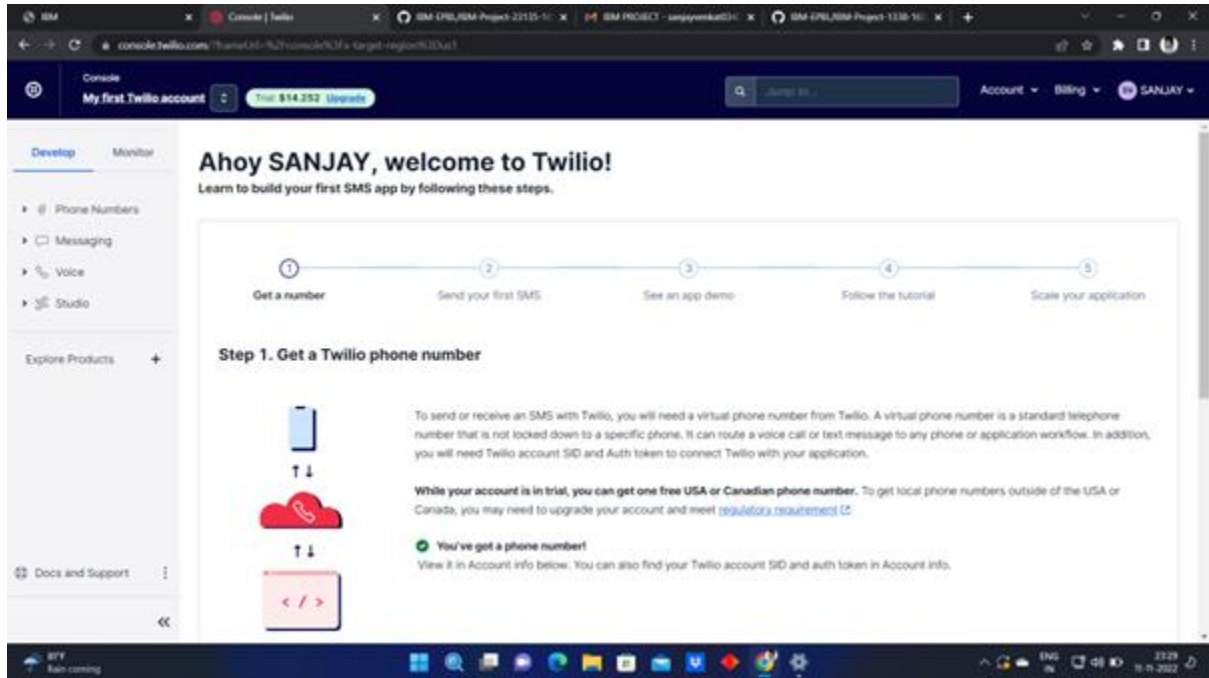 IBM
Console | Twilio
IBM-EPBL/IBM-Project-23135-1
IBM PROJECT - sanjayvenkat03
IBM-EPBL/IBM-Project-1338-16
console.twilio.com
Console
My first Twilio account
Trial: $14.252 Upgrade
Jump to...
Account
Billing
SANJAY
Develop
Monitor
Ahoy SANJAY, welcome to Twilio!
Learn to build your first SMS app by following these steps.
# Phone Numbers
Messaging
Voice
Studio
Explore Products +
1
2
3
4
5
Get a number
Send your first SMS
See an app demo
Follow the tutorial
Scale your application
Step 1. Get a Twilio phone number
To send or receive an SMS with Twilio, you will need a virtual phone number from Twilio. A virtual phone number is a standard telephone
number that is not locked down to a specific phone. It can route a voice call or text message to any phone or application workflow. In addition,
you will need Twilio account SID and Auth token to connect Twilio with your application.
While your account is in trial, you can get one free USA or Canadian phone number. To get local phone numbers outside of the USA or
Canada, you may need to upgrade your account and meet regulatory requirement
You've got a phone number!
View it in Account info below. You can also find your Twilio account SID and auth token in Account info.
</>
Docs and Support
«
Rain coming
ENG
IN
23:29
11-11-2022